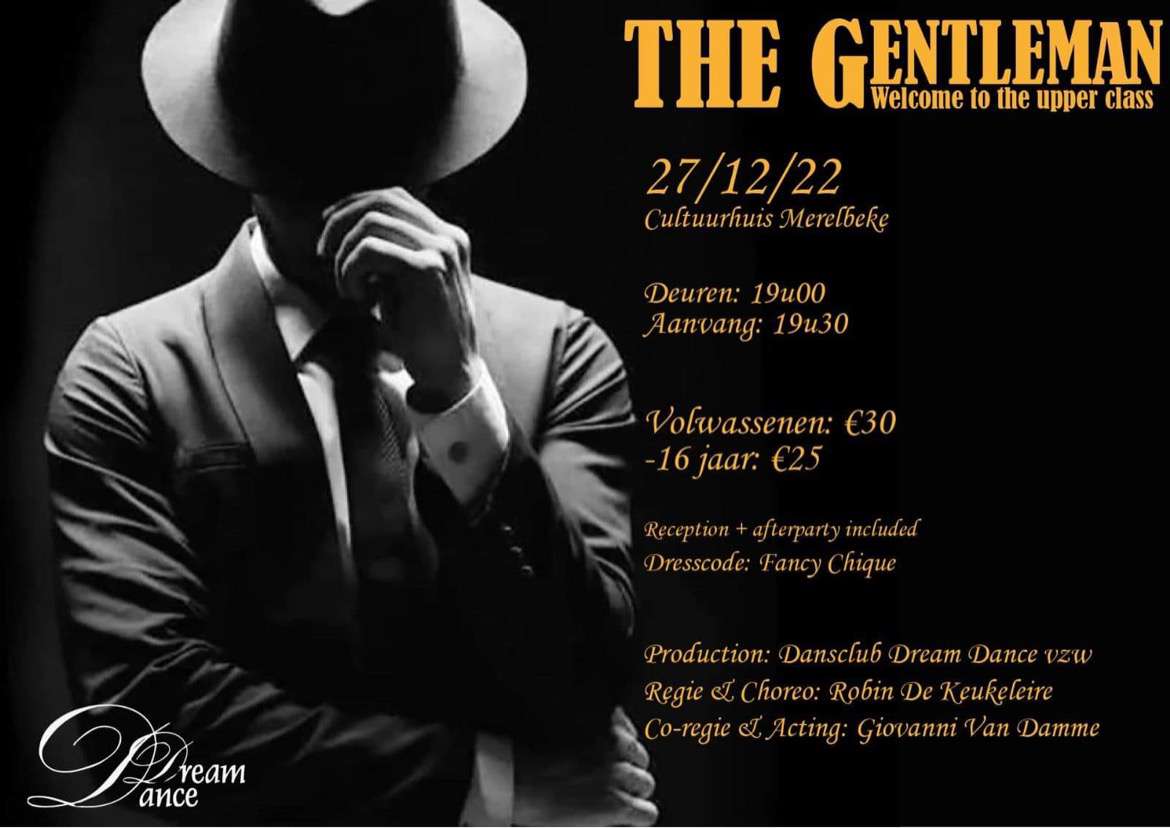 THE GENTLEMAN
Welcome to the upper class
27/12/22
Cultuurhuis Merelbeke
Deuren: 19u00
Aanvang: 19u30
Volwassenen: €30
-16 jaar: €25
Reception + afterparty included
Dresscode: Fancy Chique
Production: Dansclub Dream Dance vzw
Regie & Choreo: Robin De Keukeleire
Co-regie & Acting: Giovanni Van Damme
Dream
Dance